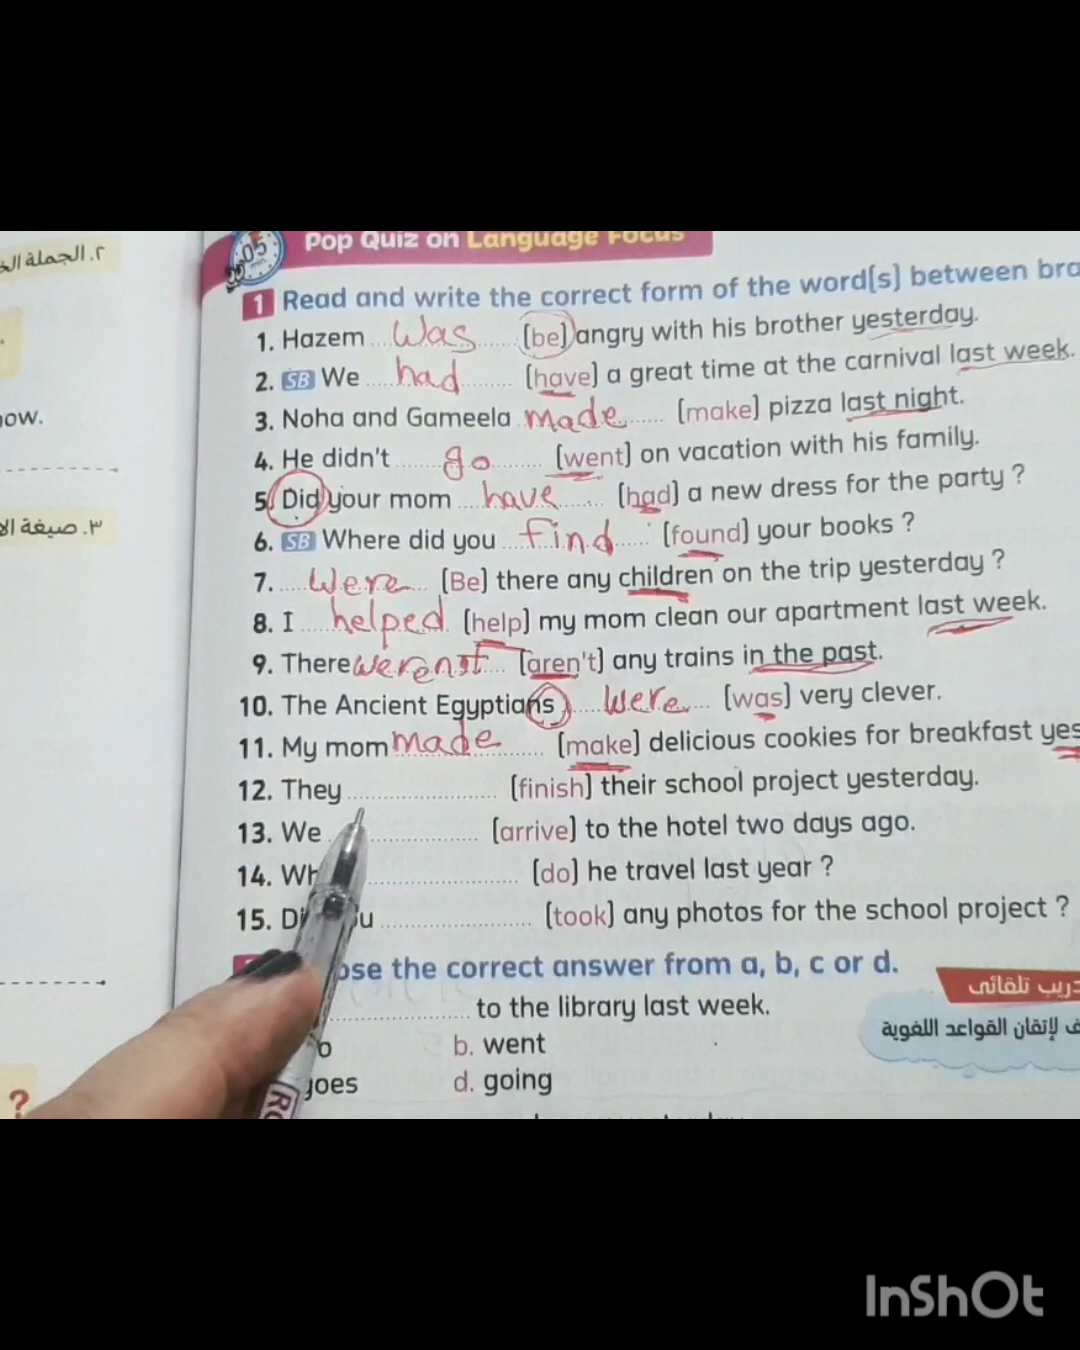 ٢. الجملة
05
min
Pop Quiz on Language Focus
1 Read and write the correct form of the word(s) between
1. Hazem was [be] angry with his brother yesterday.
2. SB We had [have] a great time at the carnival last week.
3. Noha and Gameela made [make] pizza last night.
4. He didn't go [went] on vacation with his family.
5. Did your mom have [had] a new dress for the party ?
6. SB Where did you find [found] your books ?
7. Were [Be] there any children on the trip yesterday ?
8. I helped [help] my mom clean our apartment last week.
9. There weren't [aren't] any trains in the past.
10. The Ancient Egyptians were [was] very clever.
11. My mom made [make] delicious cookies for breakfast yes
12. They [finish] their school project yesterday.
13. We [arrive] to the hotel two days ago.
14. Wh [do] he travel last year ?
15. Di u [took] any photos for the school project ?
ose the correct answer from a, b, c or d.
to the library last week.
o b. went
goes d. going
ow.
٣. صيغة
?
دريب تلقائى
لإتقان القواعد اللغوية
InShOt